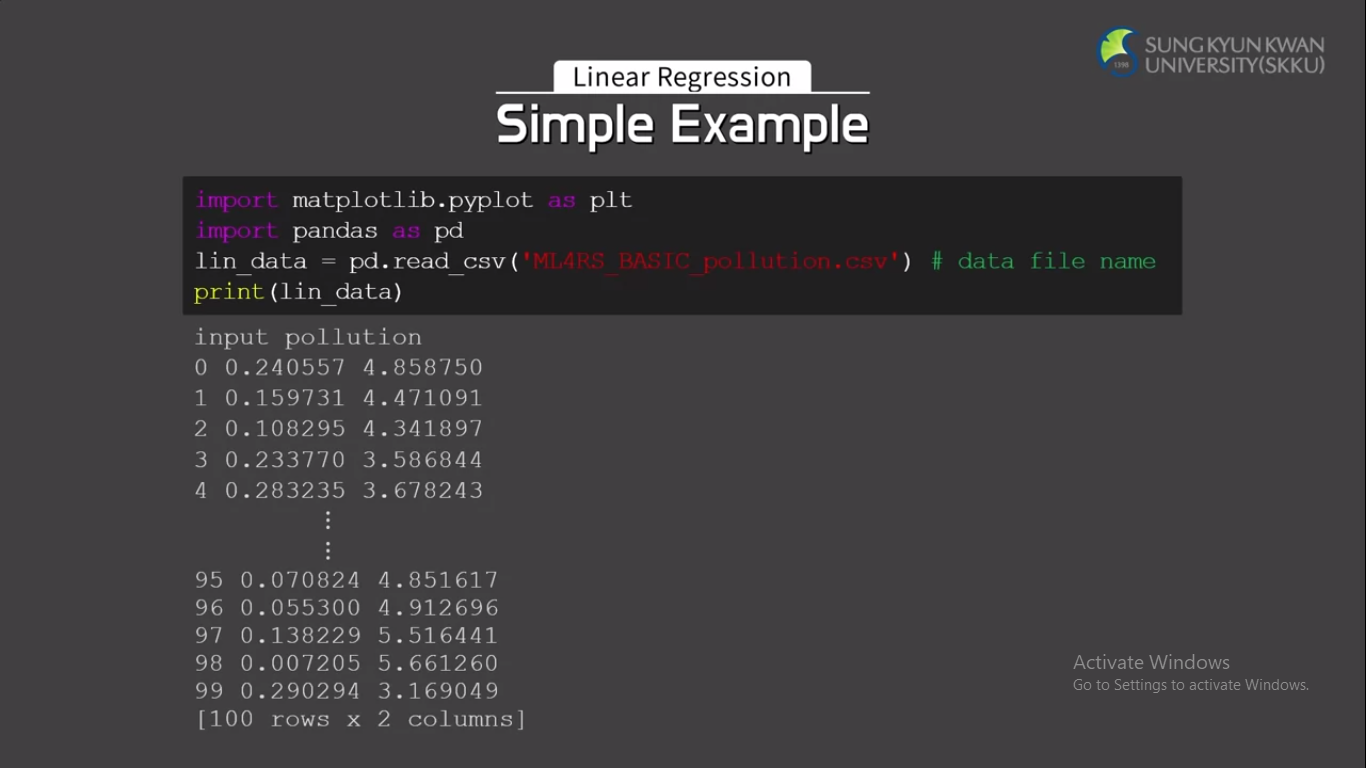 SUNG KYUN KWAN
UNIVERSITY(SKKU)
1398
Linear Regression
Simple Example
import matplotlib.pyplot as plt
import pandas as pd
lin_data = pd.read_csv('ML4RS_BASIC_pollution.csv') # data file name
print(lin_data)
input pollution
0 0.240557 4.858750
1 0.159731 4.471091
2 0.108295 4.341897
3 0.233770 3.586844
4 0.283235 3.678243
⋮
⋮
95 0.070824 4.851617
96 0.055300 4.912696
97 0.138229 5.516441
98 0.007205 5.661260
99 0.290294 3.169049
[100 rows x 2 columns]
Activate Windows
Go to Settings to activate Windows.